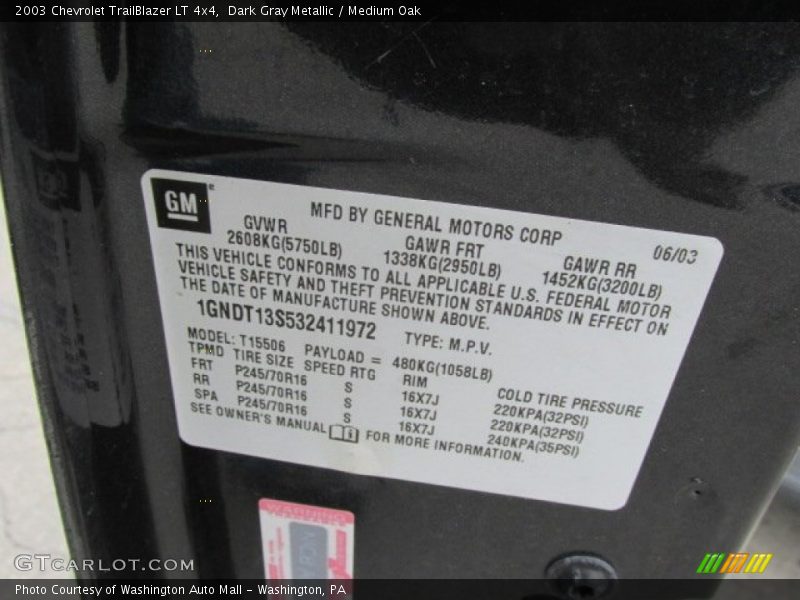 2003 Chevrolet TrailBlazer LT 4x4, Dark Gray Metallic / Medium Oak
GM
MFD BY GENERAL MOTORS CORP
06/03
GVWR GAWR FRT GAWR RR
2608KG(5750LB) 1338KG(2950LB) 1452KG(3200LB)
THIS VEHICLE CONFORMS TO ALL APPLICABLE U.S. FEDERAL MOTOR
VEHICLE SAFETY AND THEFT PREVENTION STANDARDS IN EFFECT ON
THE DATE OF MANUFACTURE SHOWN ABOVE.
1GNDT13S532411972 TYPE: M.P.V.
MODEL: T15506 PAYLOAD = 480KG(1058LB)
TPMD TIRE SIZE SPEED RTG RIM COLD TIRE PRESSURE
FRT P245/70R16 S 16X7J 220KPA(32PSI)
RR P245/70R16 S 16X7J 220KPA(32PSI)
SPA P245/70R16 S 16X7J 240KPA(35PSI)
SEE OWNER'S MANUAL FOR MORE INFORMATION.
GTCARLOT.COM
Photo Courtesy of Washington Auto Mall - Washington, PA